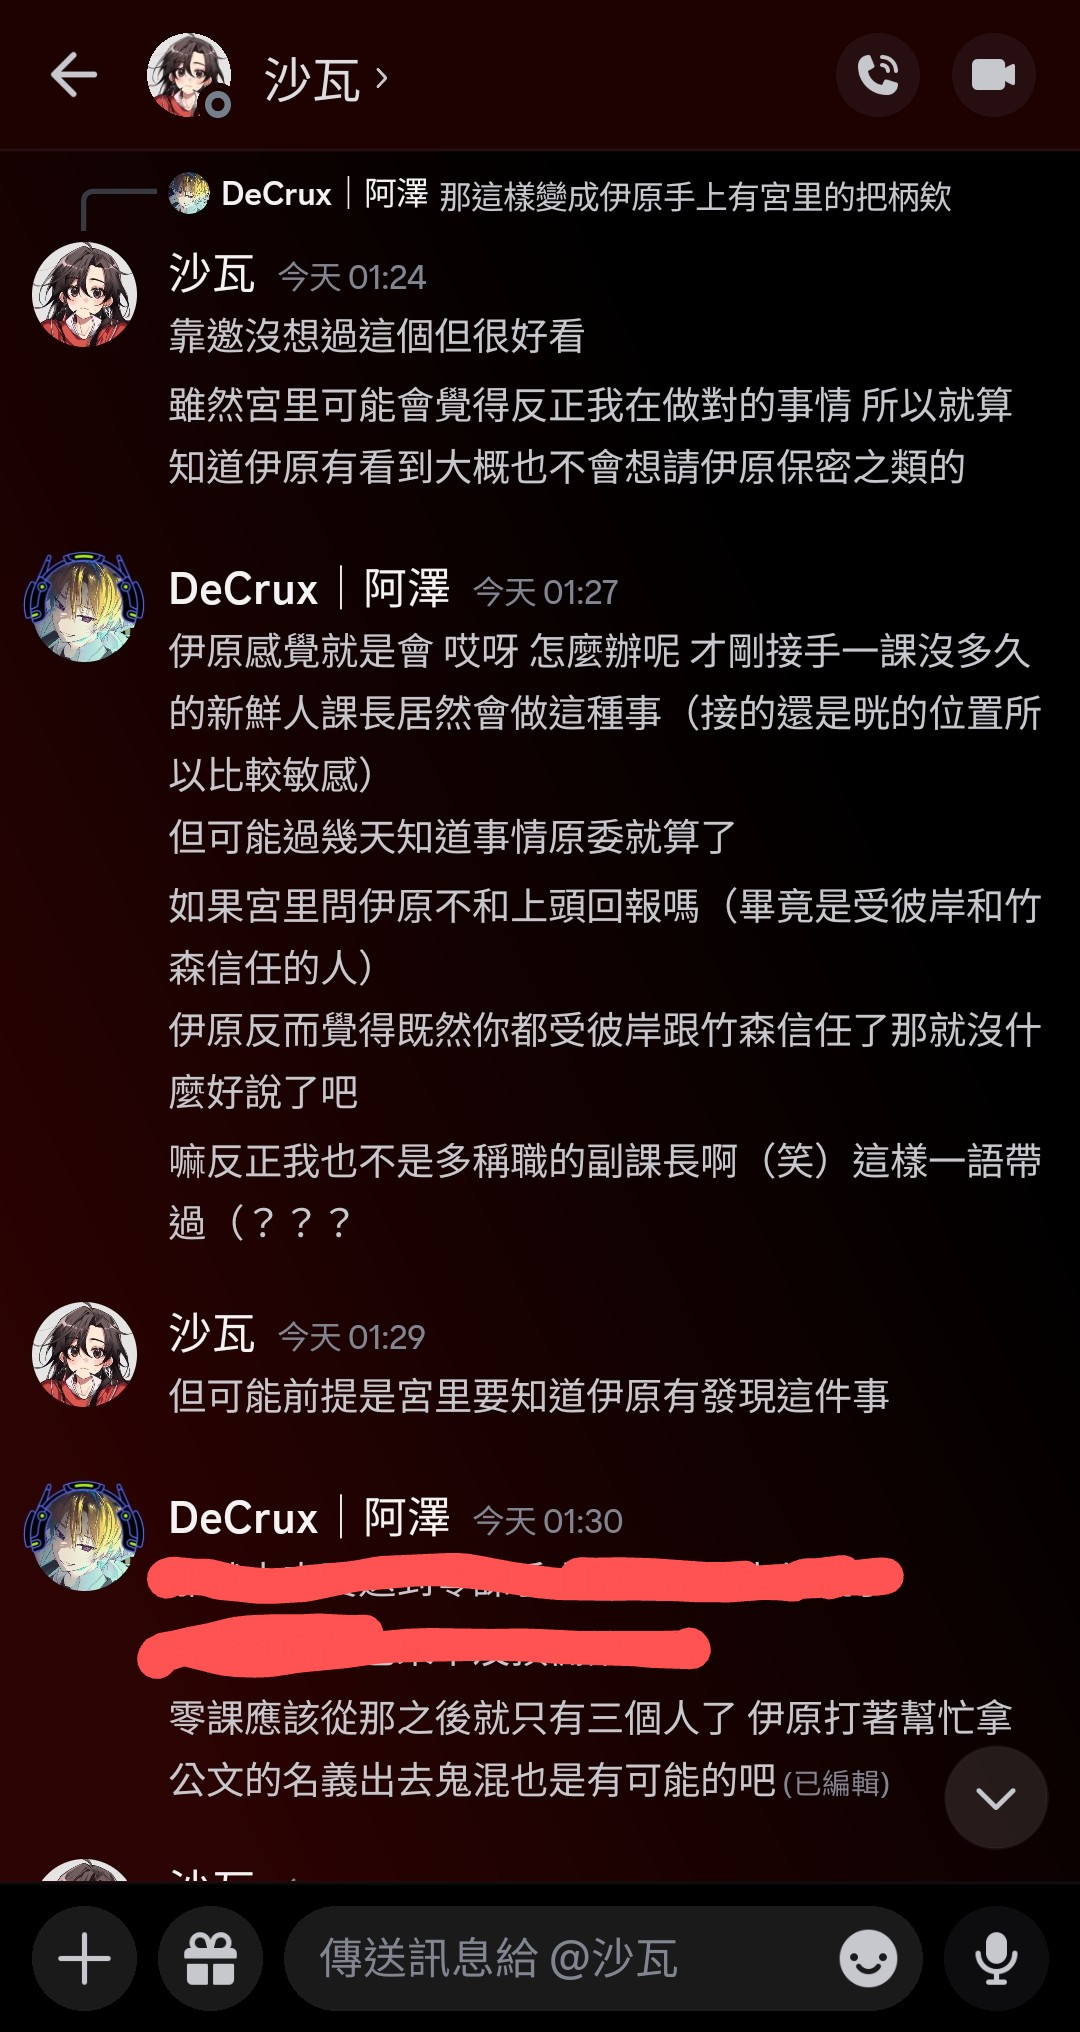 沙瓦
DeCrux｜阿澤 那這樣變成伊原手上有宮里的把柄欸
沙瓦 今天 01:24
靠邀沒想過這個但很好看
雖然宮里可能會覺得反正我在做對的事情 所以就算
知道伊原有看到大概也不會想請伊原保密之類的
DeCrux｜阿澤 今天 01:27
伊原感覺就是會 哎呀 怎麼辦呢 才剛接手一課沒多久
的新鮮人課長居然會做這種事（接的還是晄的位置所
以比較敏感）
但可能過幾天知道事情原委就算了
如果宮里問伊原不和上頭回報嗎（畢竟是受彼岸和竹
森信任的人）
伊原反而覺得既然你都受彼岸跟竹森信任了那就沒什
麼好說了吧
嘛反正我也不是多稱職的副課長啊（笑）這樣一語帶
過（？？？
沙瓦 今天 01:29
但可能前提是宮里要知道伊原有發現這件事
DeCrux｜阿澤 今天 01:30
零課應該從那之後就只有三個人了 伊原打著幫忙拿
公文的名義出去鬼混也是有可能的吧 (已編輯)
沙瓦
傳送訊息給 @沙瓦